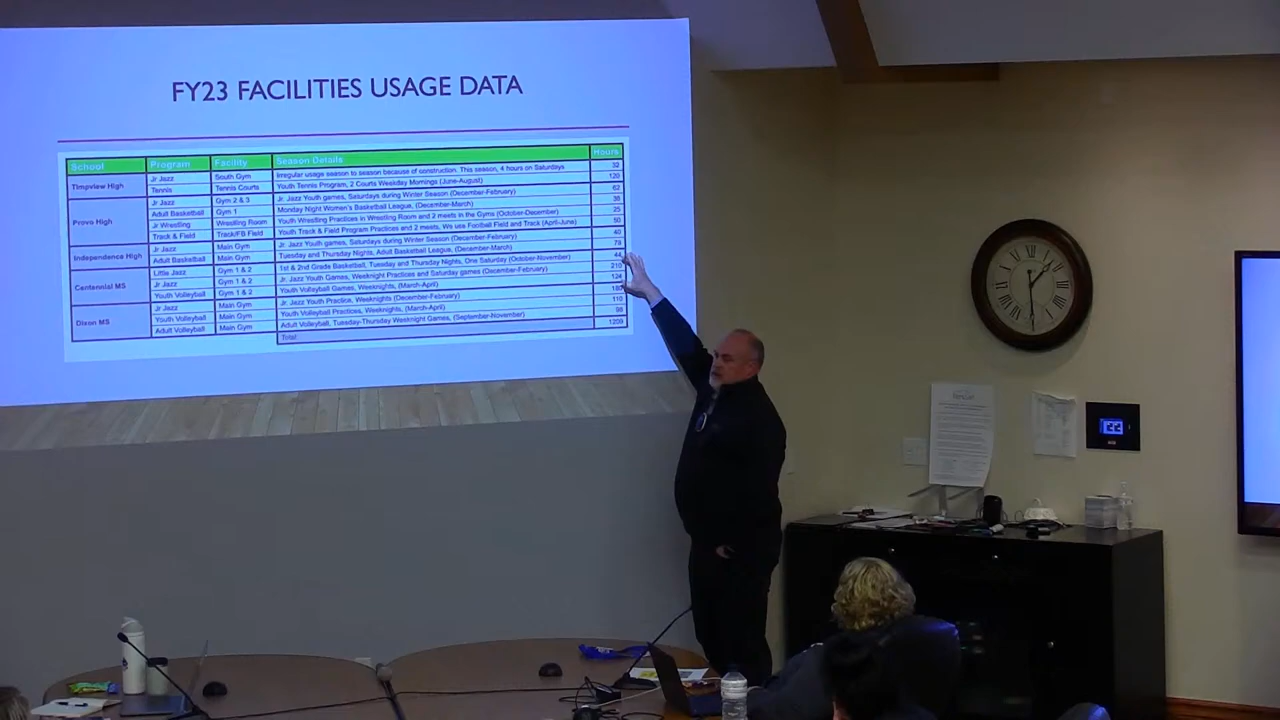 FY23 FACILITIES USAGE DATA
School Program Facility Season Details Hours
Timpview High Jr Jazz South Gym Irregular usage season to season because of construction. This season, 4 hours on Saturdays 32
Tennis Tennis Courts Youth Tennis Program, 2 Courts Weekday Mornings (June-August) 120
Provo High Jr Jazz Gym 2 & 3 Jr. Jazz Youth games, Saturdays during Winter Season (December-February) 62
Adult Basketball Gym 1 Monday Night Women's Basketball League, (December-March)
Jr Wrestling Wrestling Room Youth Wrestling Practices in Wrestling Room and 2 meets in the Gyms (October-December)
Track & Field Track/FB Field Youth Track & Field Program Practices and 2 meets, We use Football Field and Track (April-June) 50
Independence High Jr Jazz Main Gym Jr. Jazz Youth games, Saturdays during Winter Season (December-February) 40
Adult Basketball Main Gym Tuesday and Thursday Nights, Adult Basketball League, (December-March)
Centennial MS Little Jazz Gym 1 & 2 1st & 2nd Grade Basketball, Tuesday and Thursday Nights, One Saturday (October-November)
Jr Jazz Gym 1 & 2 Jr. Jazz Youth Games, Weeknight Practices and Saturday games (December-February) 210
Youth Volleyball Gym 1 & 2 Youth Volleyball Games, Weeknights, (March-April)
Dixon MS Jr Jazz Main Gym Jr. Jazz Youth Practice, Weeknights (December-February)
Youth Volleyball Main Gym Youth Volleyball Practices, Weeknights, (March-April) 110
Adult Volleyball Main Gym Adult Volleyball, Tuesday-Thursday Weeknight Games, (September-November) 98
Total: 1209
22